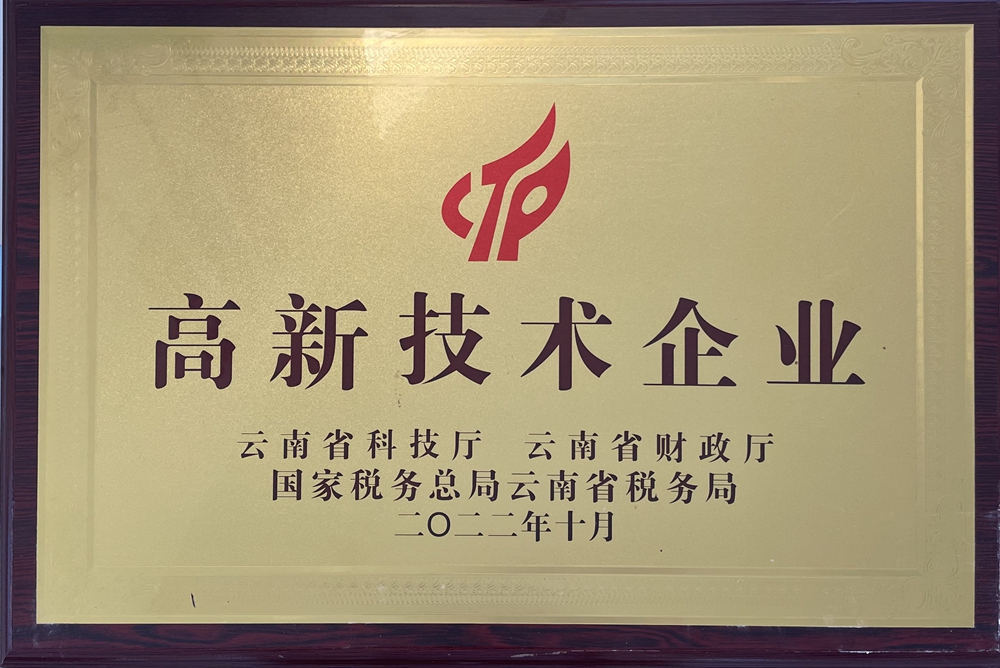 CTP
高新技术企业
云南省科技厅 云南省财政厅
国家税务总局云南省税务局
二〇二二年十月